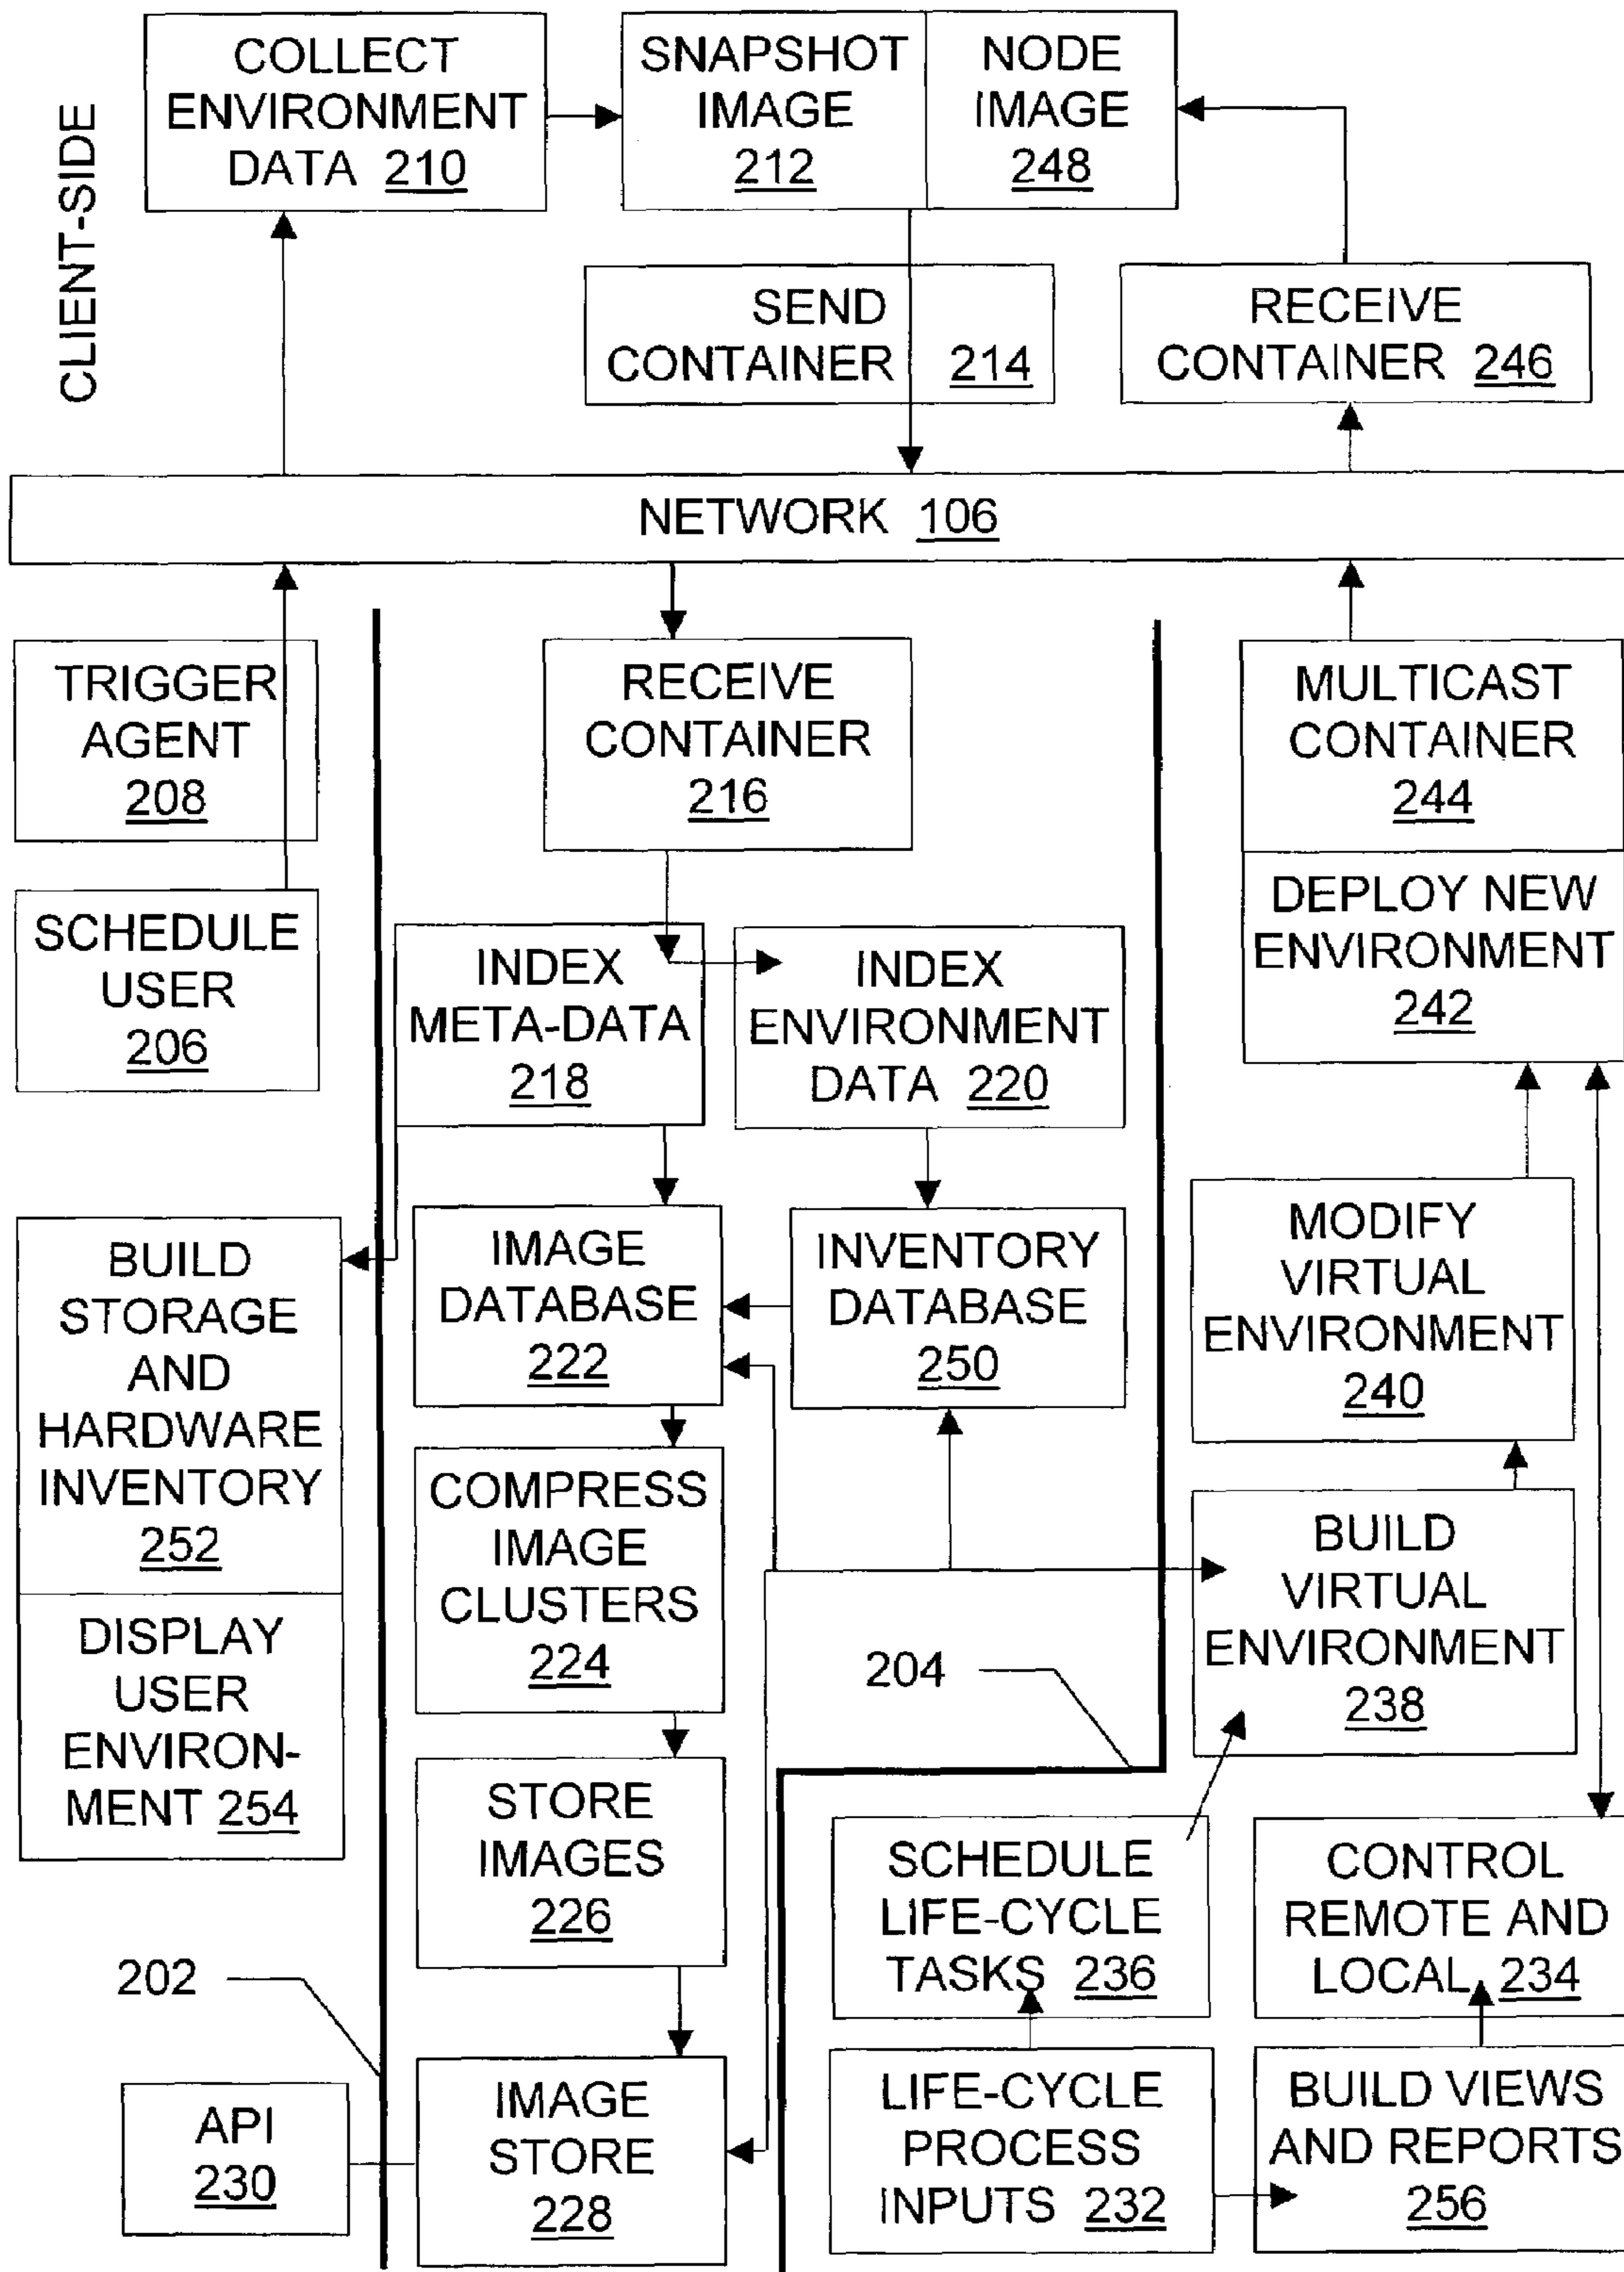 CLIENT-SIDE
COLLECT
ENVIRONMENT
DATA 210
SNAPSHOT
IMAGE
212
NODE
IMAGE
248
SEND
CONTAINER 214
RECEIVE
CONTAINER 246
NETWORK 106
TRIGGER
AGENT
208
RECEIVE
CONTAINER
216
MULTICAST
CONTAINER
244
SCHEDULE
USER
206
INDEX
META-DATA
218
INDEX
ENVIRONMENT
DATA 220
DEPLOY NEW
ENVIRONMENT
242
BUILD
STORAGE
AND
HARDWARE
INVENTORY
252
IMAGE
DATABASE
222
INVENTORY
DATABASE
250
MODIFY
VIRTUAL
ENVIRONMENT
240
COMPRESS
IMAGE
CLUSTERS
224
BUILD
VIRTUAL
ENVIRONMENT
238
DISPLAY
USER
ENVIRON-
MENT 254
204
STORE
IMAGES
226
SCHEDULE
LIFE-CYCLE
TASKS 236
CONTROL
REMOTE AND
LOCAL 234
202
API
230
IMAGE
STORE
228
LIFE-CYCLE
PROCESS
INPUTS 232
BUILD VIEWS
AND REPORTS
256